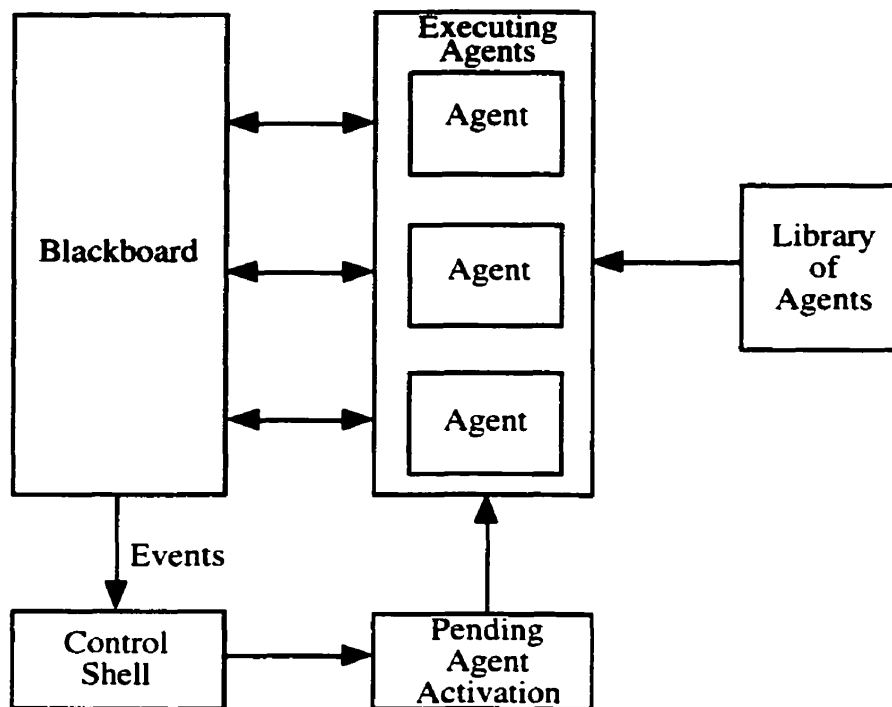 Executing
Agents
Agent
Blackboard
Agent
Agent
Library
of
Agents
Events
Control
Shell
Pending
Agent
Activation